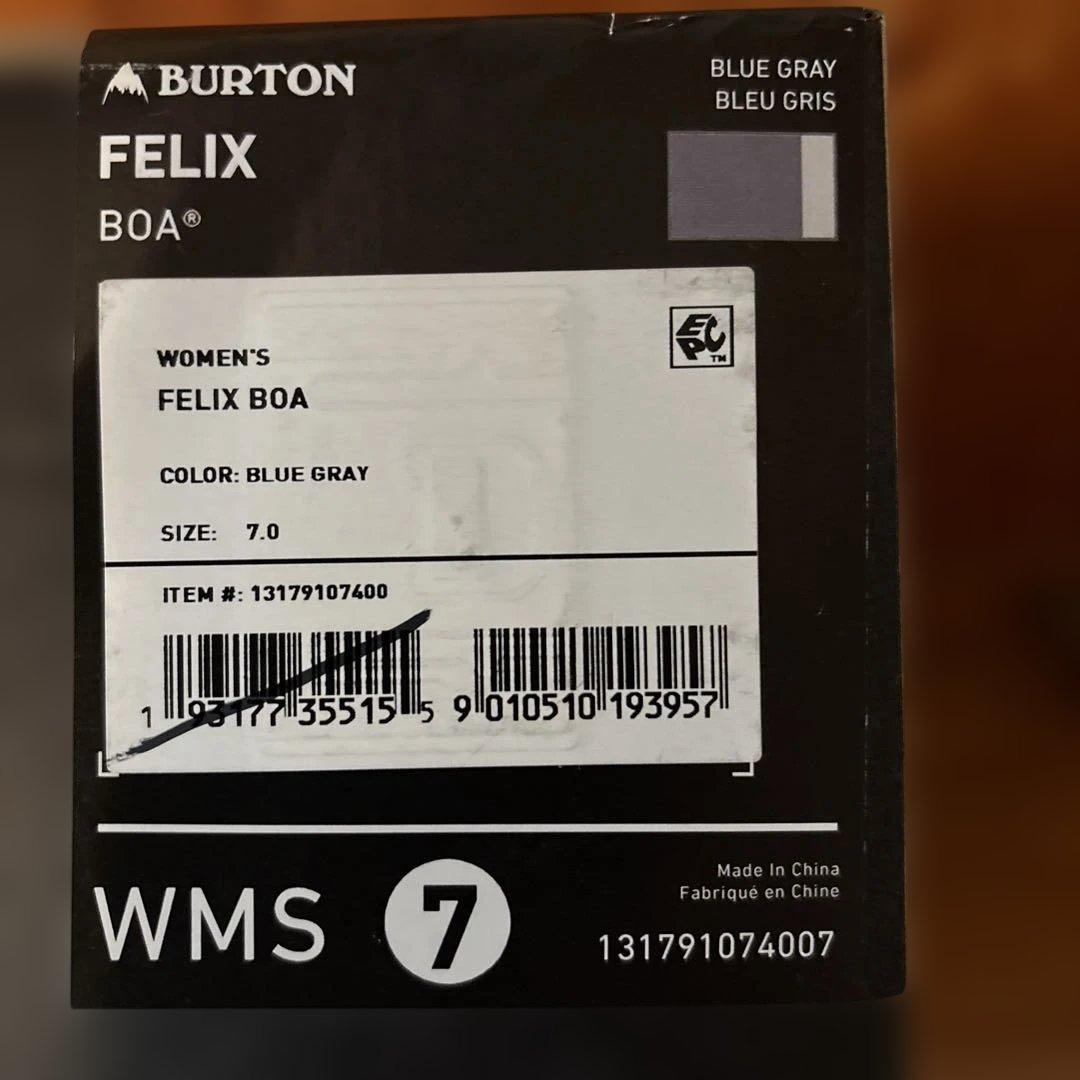 BURTON
BLUE GRAY
BLEU GRIS
FELIX
BOA®
EPC™
WOMEN'S
FELIX BOA
COLOR: BLUE GRAY
SIZE: 7.0
ITEM #: 13179107400
1 93177 35515 5
9 010510 193957
Made In China
Fabriqué en Chine
WMS 7
131791074007